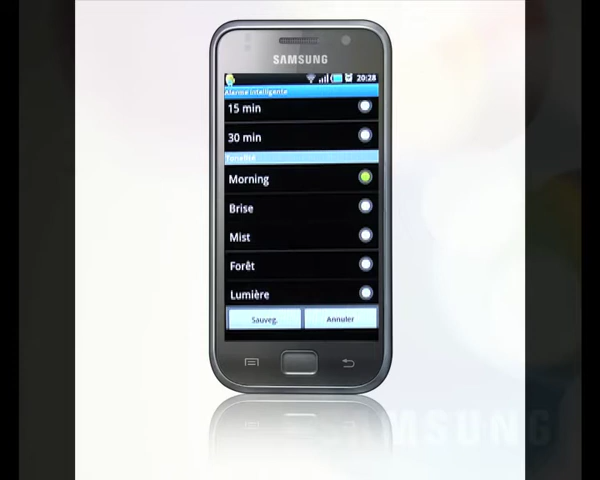 SAMSUNG
20:28
Alarme intelligente
15 min
30 min
Tonalité
Morning
Brise
Mist
Forêt
Lumière
Sauveg.
Annuler
SAMSUNG